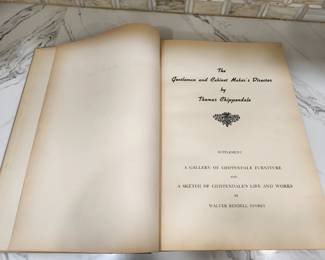 The
Gentleman and Cabinet Maker's Director
by
Thomas Chippendale
SUPPLEMENT
A GALLERY OF CHIPPENDALE FURNITURE
AND
A SKETCH OF CHIPPENDALE'S LIFE AND WORKS
BY
WALTER RENDELL STOREY